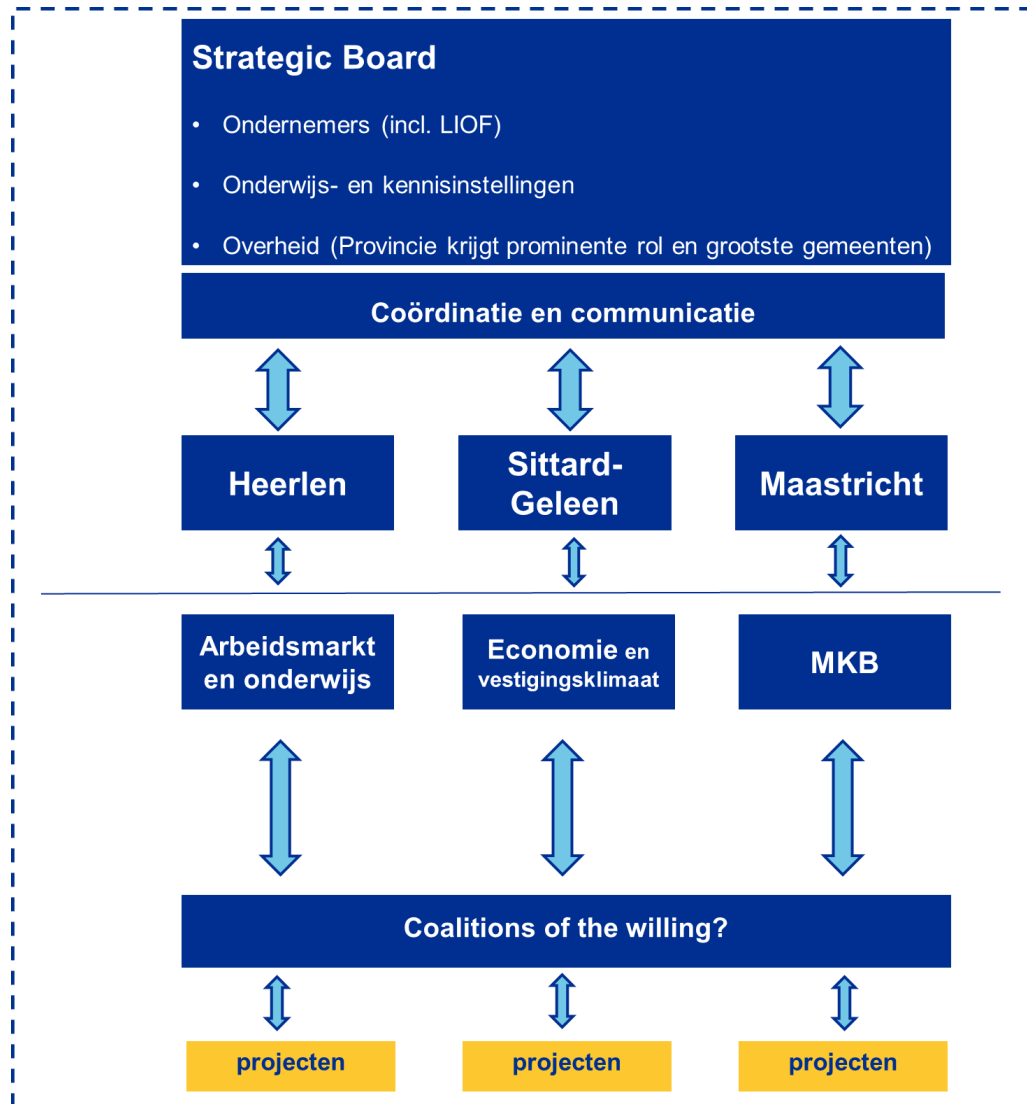 Strategic Board
• Ondernemers (incl. LIOF)
• Onderwijs- en kennisinstellingen
• Overheid (Provincie krijgt prominente rol en grootste gemeenten)
Coördinatie en communicatie
Heerlen
Sittard-
Geleen
Maastricht
Arbeidsmarkt
en onderwijs
Economie en
vestigingsklimaat
MKB
Coalitions of the willing?
projecten
projecten
projecten